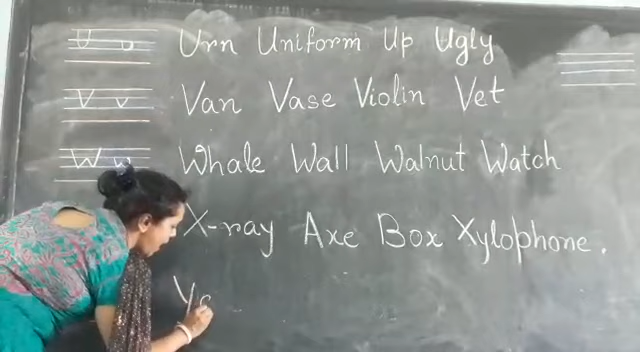 U u Urn Uniform Up Ugly
V v Van Vase Violin Vet
W w Whale Wall Walnut Watch
X-ray Axe Box Xylophone.